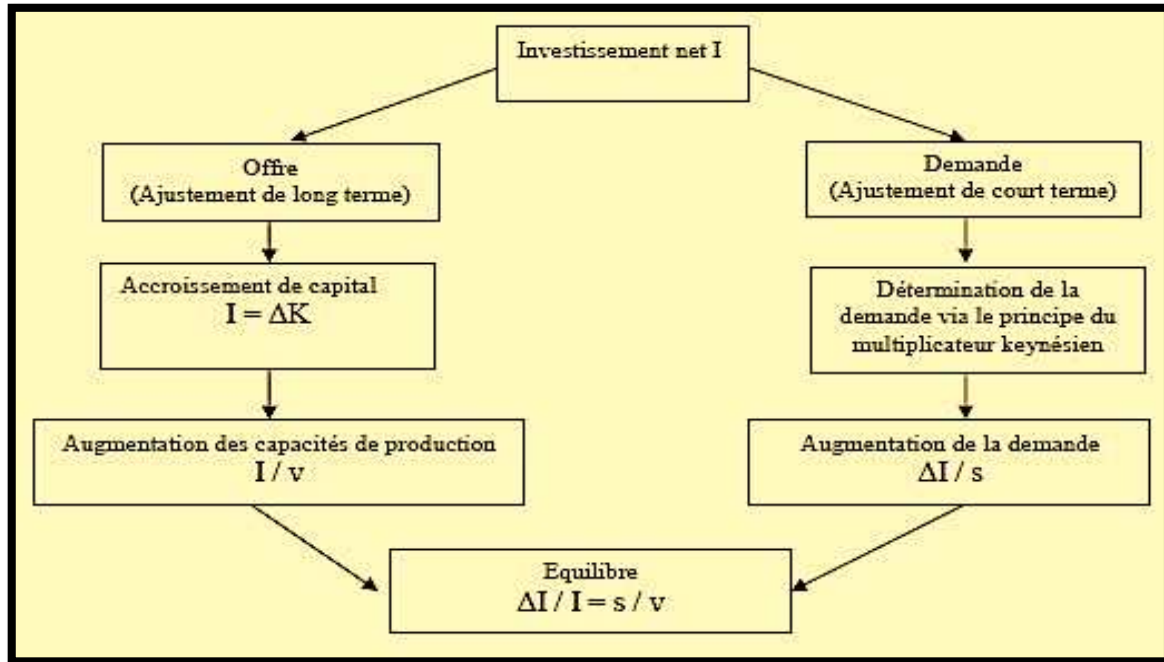 Investissement net I
Offre
(Ajustement de long terme)
Demande
(Ajustement de court terme)
Accroissement de capital
I = ΔK
Détermination de la
demande via le principe du
multiplicateur keynésien
Augmentation des capacités de production
I / v
Augmentation de la demande
ΔI / s
Equilibre
ΔI / I = s / v